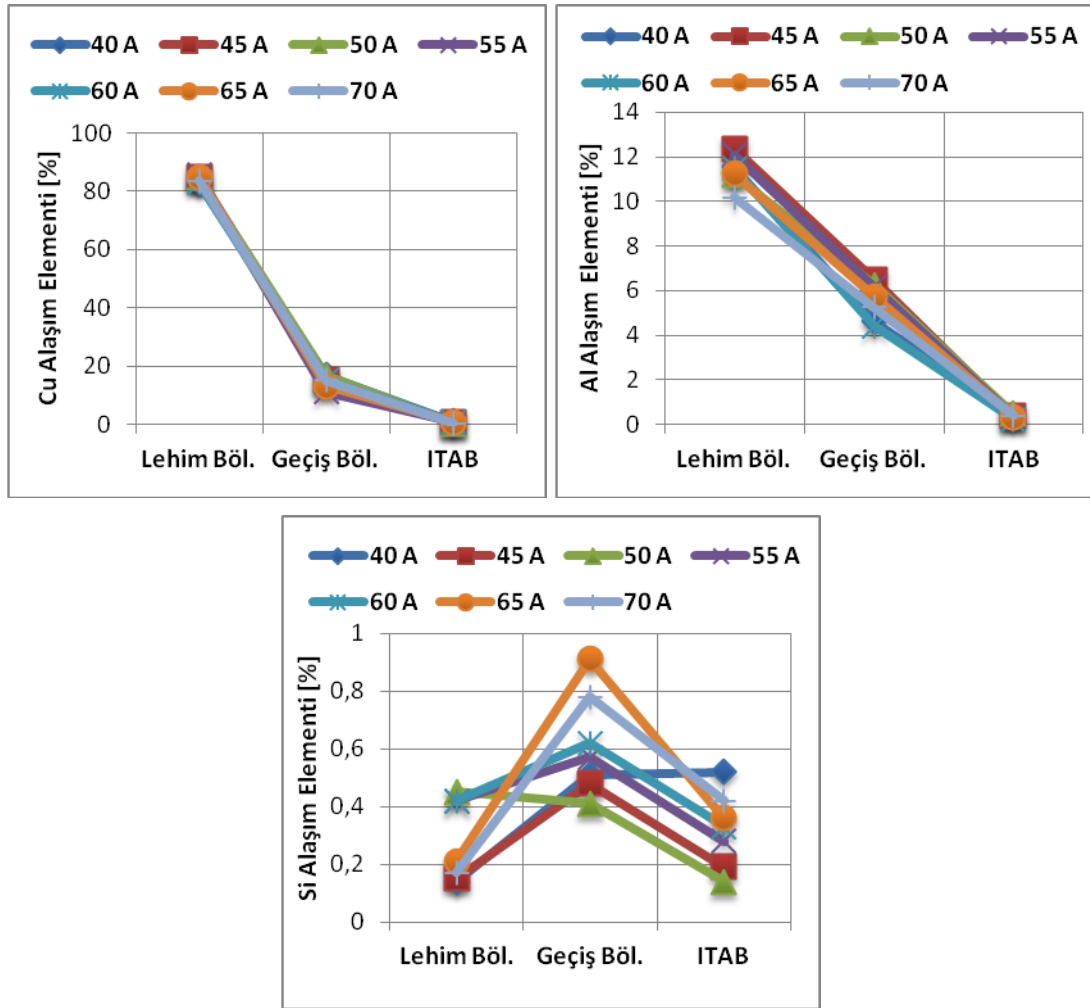 40 A 45 A 50 A 55 A
60 A 65 A 70 A
Cu Alaşım Elementi [%]
100
80
60
40
20
0
Lehim Böl. Geçiş Böl. ITAB
40 A 45 A 50 A 55 A
60 A 65 A 70 A
Al Alaşım Elementi [%]
14
12
10
8
6
4
2
0
Lehim Böl. Geçiş Böl. ITAB
40 A 45 A 50 A 55 A
60 A 65 A 70 A
Si Alaşım Elementi [%]
1
0,8
0,6
0,4
0,2
0
Lehim Böl. Geçiş Böl. ITAB